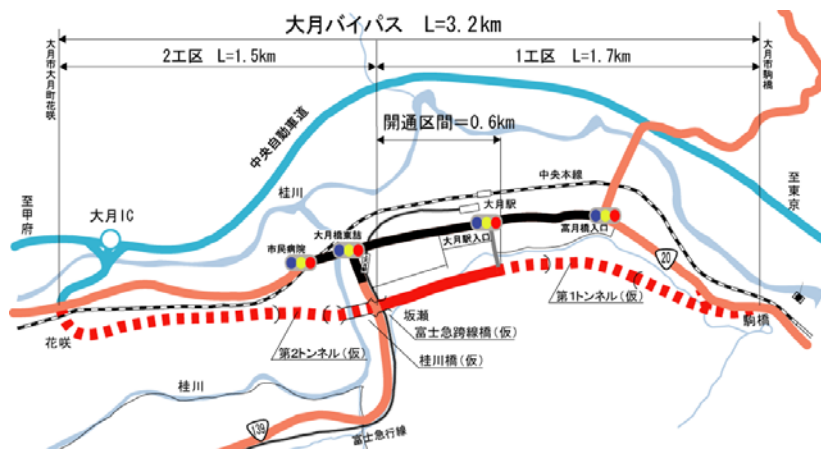 大月バイパス L=3.2km
2工区 L=1.5km
1工区 L=1.7km
大月市大月町花咲
大月市駒橋
開通区間=0.6km
中央自動車道
桂川
中央本線
至甲府
大月IC
至東京
大月駅
市民病院
大月橋東詰
大月駅入口
高月橋入口
20
第1トンネル(仮)
花咲
坂瀬
駒橋
富士急跨線橋(仮)
第2トンネル(仮)
桂川橋(仮)
桂川
139
富士急行線